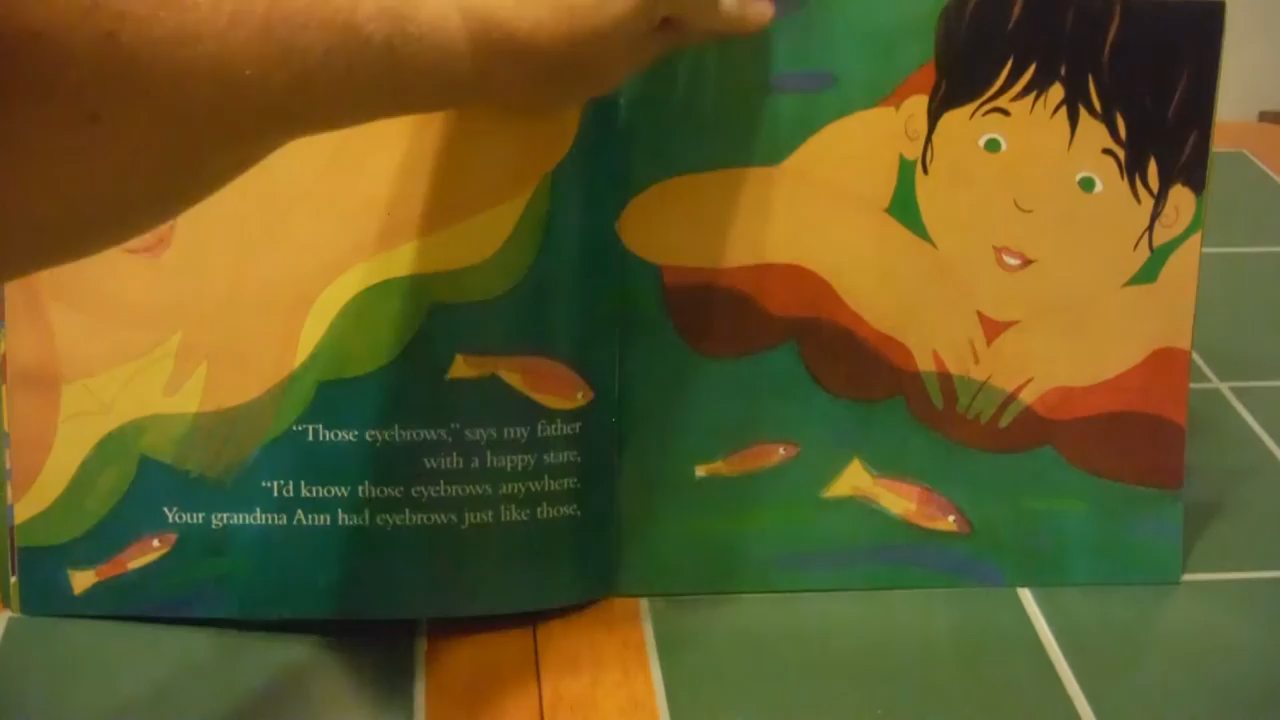 “Those eyebrows,” says my father
with a happy stare,
“I’d know those eyebrows anywhere.
Your grandma Ann had eyebrows just like those,